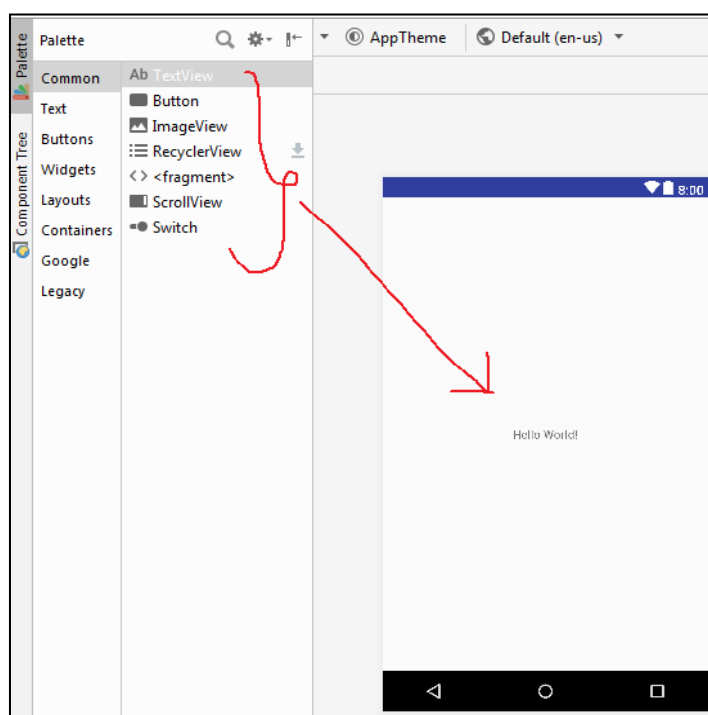 Palette
Component Tree
Palette
Common
Text
Buttons
Widgets
Layouts
Containers
Google
Legacy
Ab TextView
Button
ImageView
RecyclerView
<fragment>
ScrollView
Switch
AppTheme
Default (en-us)
8:00
Hello World!